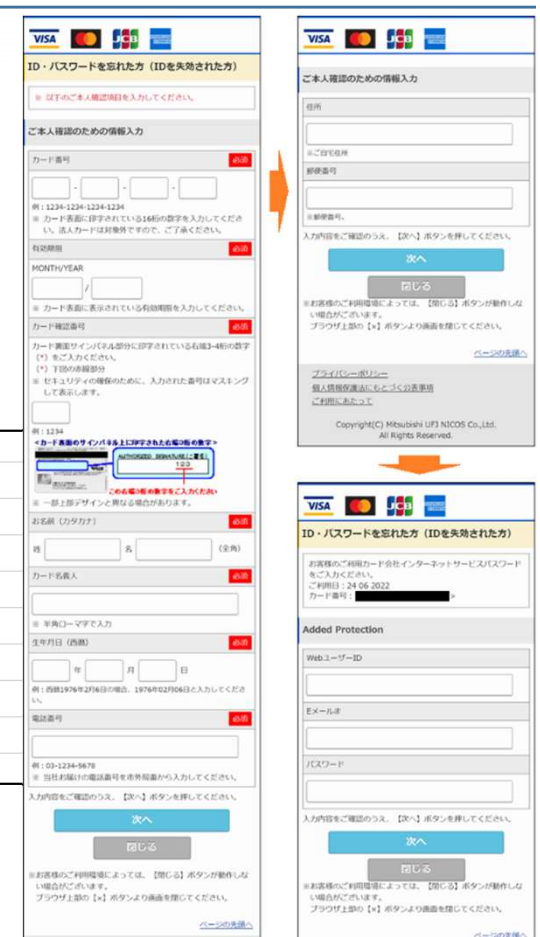 VISA
JCB
ID・パスワードを忘れた方（IDを失効された方）
※ 以下のご本人確認項目を入力してください。
ご本人確認のための情報入力
カード番号
必須
- - -
例：1234-1234-1234-1234
※ カード表面に印字されている16桁の数字を入力してくださ
い。法人カードは対象外ですので、ご了承ください。
有効期限
必須
MONTH/YEAR
/
※ カード表面に表示されている有効期限を入力してください。
カード確認番号
必須
カード裏面サインパネル部分に印字されている右端3-4桁の数字
(*) をご入力ください。
(*) 下図の赤線部分
※ セキュリティの確保のために、入力された番号はマスキング
して表示します。
例：1234
<カード裏面のサインパネル上に印字された右端3桁の数字>
AUTHORIZED SIGNATURE(ご署名)
123
この右端3桁の数字をご入力ください
※ 一部上部デザインと異なる場合があります。
お名前（カタカナ）
必須
姓
名
（全角）
カード名義人
必須
※ 半角ローマ字で入力
生年月日（西暦）
必須
年 月 日
例：西暦1976年2月6日の場合、1976年02月06日と入力してくださ
い。
電話番号
必須
例：03-1234-5678
※ 当社お届けの電話番号を市外局番から入力してください。
入力内容をご確認のうえ、【次へ】ボタンを押してください。
次へ
閉じる
※お客様のご利用環境によっては、【閉じる】ボタンが動作しな
い場合がございます。
ブラウザ上部の【×】ボタンより画面を閉じてください。
ページの先頭へ
VISA
JCB
ご本人確認のための情報入力
住所
※ご自宅住所
郵便番号
※郵便番号。
入力内容をご確認のうえ、【次へ】ボタンを押してください。
次へ
閉じる
※お客様のご利用環境によっては、【閉じる】ボタンが動作しな
い場合がございます。
ブラウザ上部の【×】ボタンより画面を閉じてください。
ページの先頭へ
プライバシーポリシー
個人情報保護法にもとづく公表事項
ご利用にあたって
Copyright(C) Mitsubishi UFJ NICOS Co.,Ltd.
All Rights Reserved.
VISA
JCB
ID・パスワードを忘れた方（IDを失効された方）
お客様のご利用カード会社インターネットサービスパスワード
をご入力ください。
ご利用日：24 06 2022
カード番号：
>
Added Protection
WebユーザーID
Eメール※
パスワード
入力内容をご確認のうえ、【次へ】ボタンを押してください。
次へ
閉じる
※お客様のご利用環境によっては、【閉じる】ボタンが動作しな
い場合がございます。
ブラウザ上部の【×】ボタンより画面を閉じてください。
ページの先頭へ